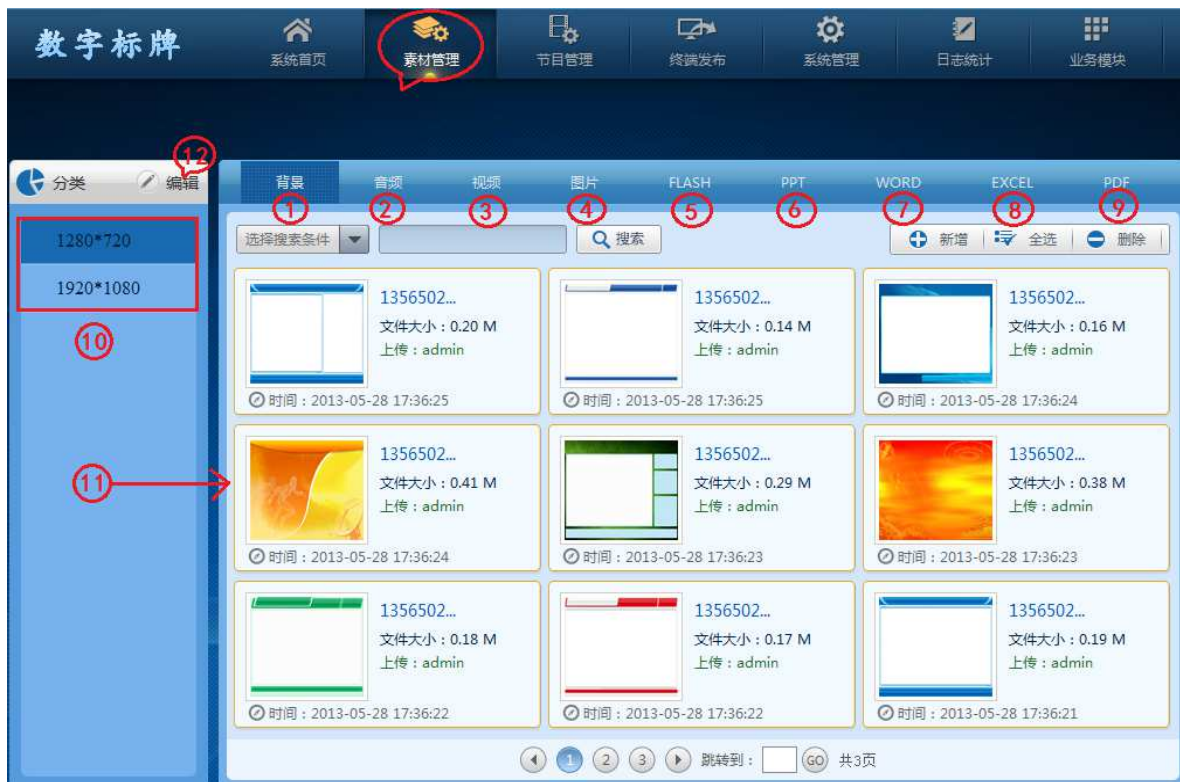 数字标牌 系统首页 素材管理 节目管理 终端发布 系统管理 日志统计 业务模块
12
分类 编辑 背景 音频 视频 图片 FLASH PPT WORD EXCEL PDF
1 2 3 4 5 6 7 8 9
1280*720 选择搜索条件 搜索 新增 全选 删除
1920*1080
10
1356502... 1356502... 1356502...
文件大小：0.20 M 文件大小：0.14 M 文件大小：0.16 M
上传：admin 上传：admin 上传：admin
时间：2013-05-28 17:36:25 时间：2013-05-28 17:36:25 时间：2013-05-28 17:36:24
11
1356502... 1356502... 1356502...
文件大小：0.41 M 文件大小：0.29 M 文件大小：0.38 M
上传：admin 上传：admin 上传：admin
时间：2013-05-28 17:36:24 时间：2013-05-28 17:36:23 时间：2013-05-28 17:36:23
1356502... 1356502... 1356502...
文件大小：0.18 M 文件大小：0.17 M 文件大小：0.19 M
上传：admin 上传：admin 上传：admin
时间：2013-05-28 17:36:22 时间：2013-05-28 17:36:22 时间：2013-05-28 17:36:21
1 2 3 跳转到： GO 共3页